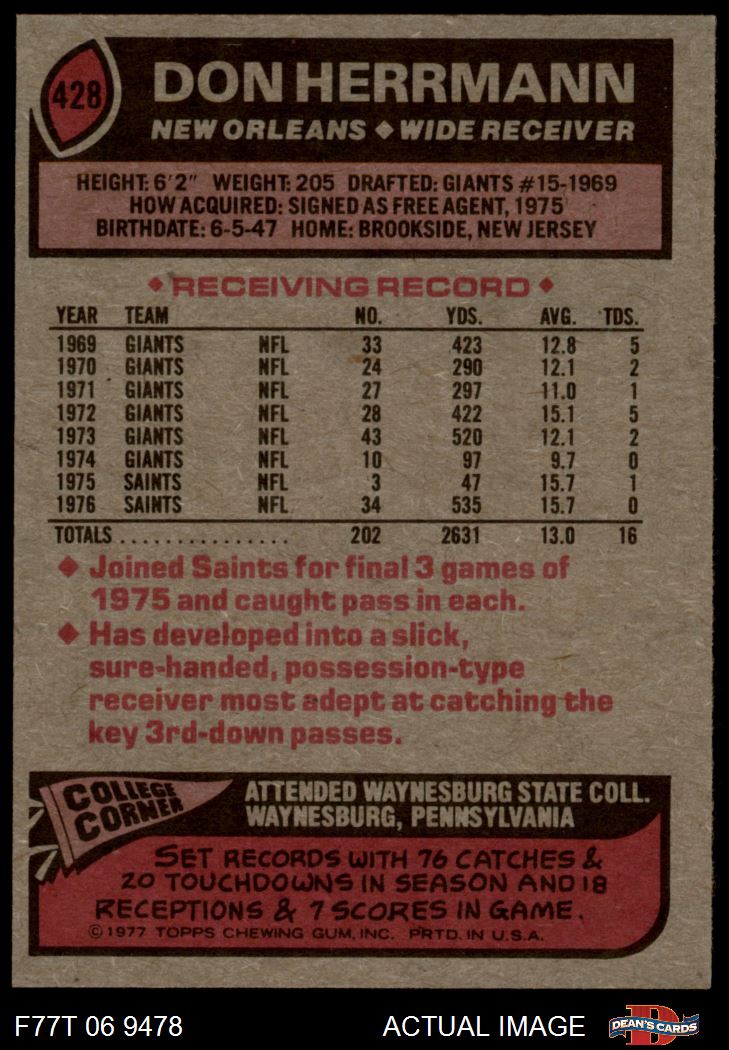 428
DON HERRMANN
NEW ORLEANS ◆ WIDE RECEIVER
HEIGHT: 6'2" WEIGHT: 205 DRAFTED: GIANTS #15-1969
HOW ACQUIRED: SIGNED AS FREE AGENT, 1975
BIRTHDATE: 6-5-47 HOME: BROOKSIDE, NEW JERSEY
◆ RECEIVING RECORD ◆
YEAR TEAM NO. YDS. AVG. TDS.
1969 GIANTS NFL 33 423 12.8 5
1970 GIANTS NFL 24 290 12.1 2
1971 GIANTS NFL 27 297 11.0 1
1972 GIANTS NFL 28 422 15.1 5
1973 GIANTS NFL 43 520 12.1 2
1974 GIANTS NFL 10 97 9.7 0
1975 SAINTS NFL 3 47 15.7 1
1976 SAINTS NFL 34 535 15.7 0
TOTALS ............... 202 2631 13.0 16
◆ Joined Saints for final 3 games of
1975 and caught pass in each.
◆ Has developed into a slick,
sure-handed, possession-type
receiver most adept at catching the
key 3rd-down passes.
COLLEGE
CORNER
ATTENDED WAYNESBURG STATE COLL.
WAYNESBURG, PENNSYLVANIA
SET RECORDS WITH 76 CATCHES &
20 TOUCHDOWNS IN SEASON AND 18
RECEPTIONS & 7 SCORES IN GAME.
© 1977 TOPPS CHEWING GUM, INC. PRTD. IN U.S.A.
F77T 06 9478 ACTUAL IMAGE
D
DEAN'S CARDS